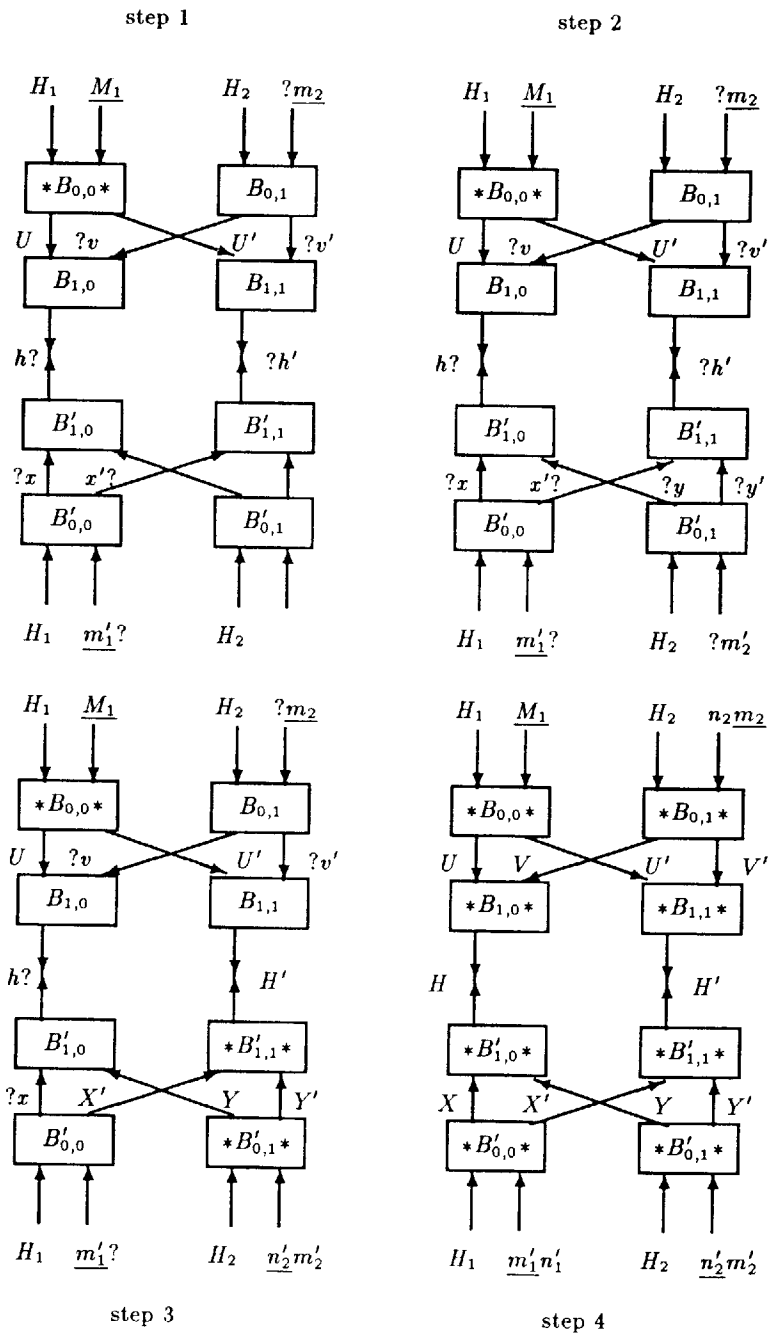 step 1
H₁ M₁ H₂ ?m₂
*B₀,₀* B₀,₁
U ?v U′ ?v′
B₁,₀ B₁,₁
h? ?h′
B′₁,₀ B′₁,₁
?x x′?
B′₀,₀ B′₀,₁
H₁ m′₁? H₂
step 2
H₁ M₁ H₂ ?m₂
*B₀,₀* B₀,₁
U ?v U′ ?v′
B₁,₀ B₁,₁
h? ?h′
B′₁,₀ B′₁,₁
?x x′? ?y ?y′
B′₀,₀ B′₀,₁
H₁ m′₁? H₂ ?m′₂
H₁ M₁ H₂ ?m₂
*B₀,₀* B₀,₁
U ?v U′ ?v′
B₁,₀ B₁,₁
h? H′
B′₁,₀ *B′₁,₁*
?x X′ Y Y′
B′₀,₀ *B′₀,₁*
H₁ m′₁? H₂ n′₂m′₂
step 3
H₁ M₁ H₂ n₂m₂
*B₀,₀* *B₀,₁*
U V U′ V′
*B₁,₀* *B₁,₁*
H H′
*B′₁,₀* *B′₁,₁*
X X′ Y Y′
*B′₀,₀* *B′₀,₁*
H₁ m′₁n′₁ H₂ n′₂m′₂
step 4